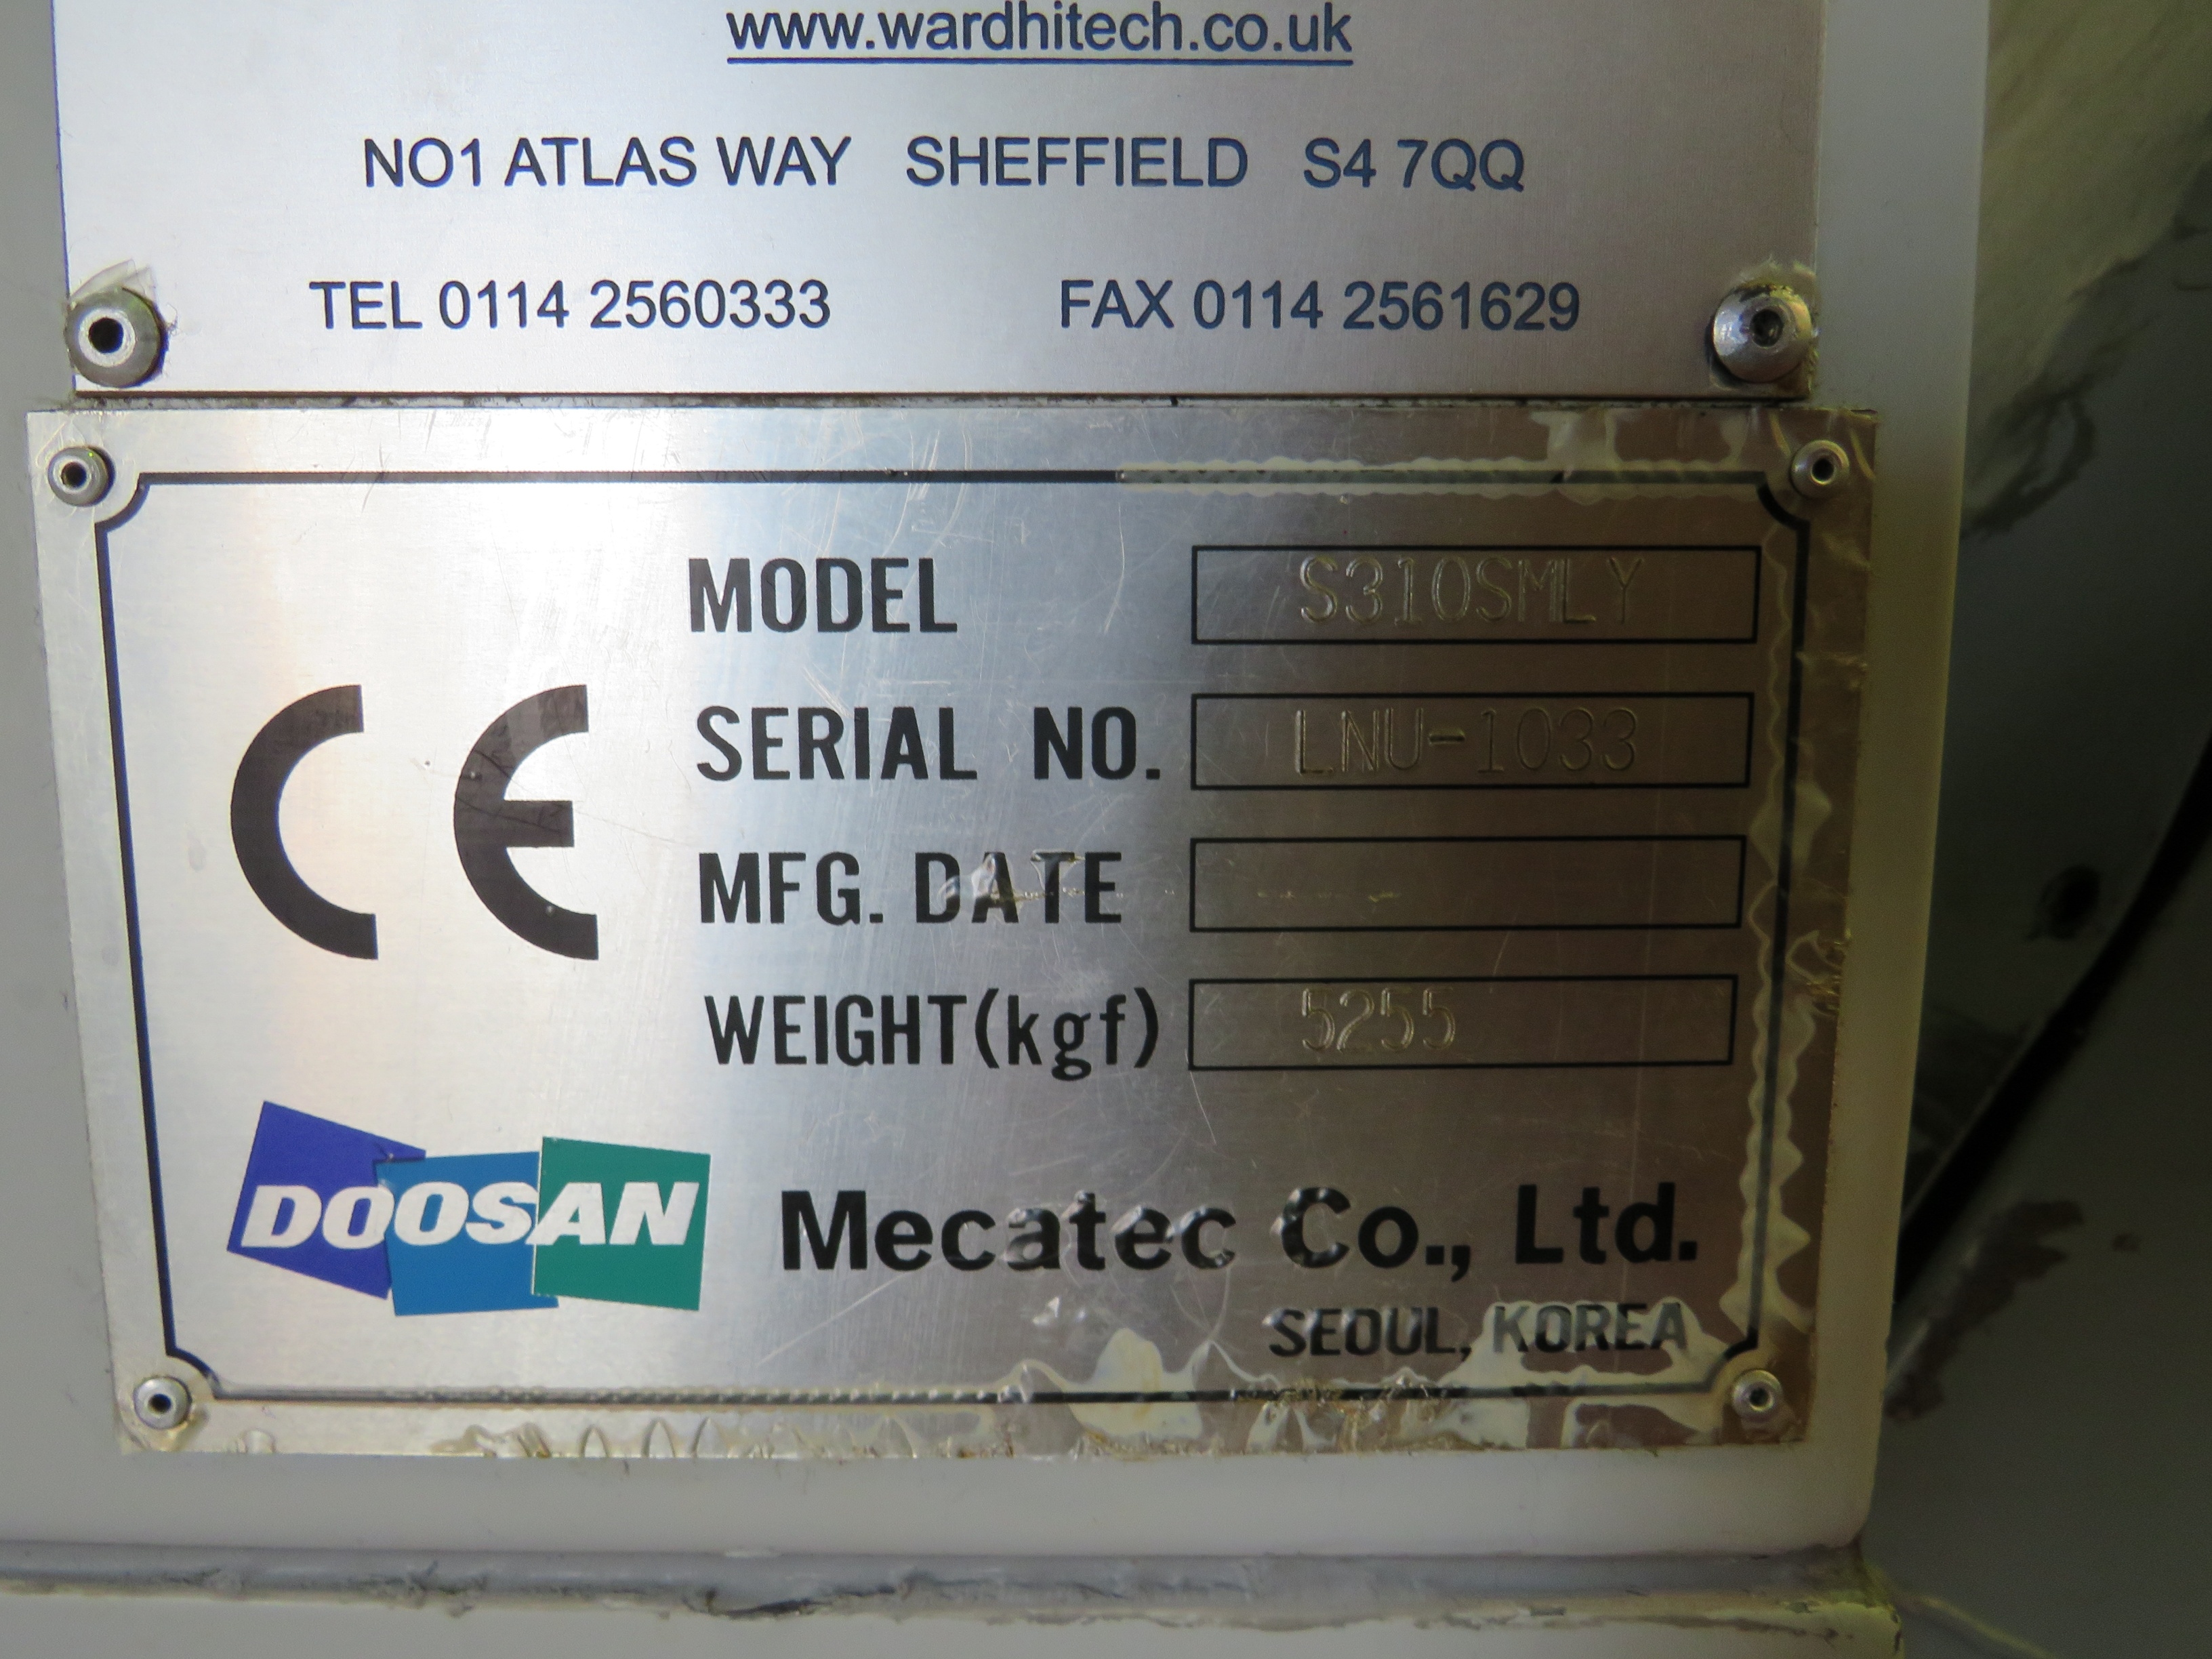 www.wardhitech.co.uk
NO1 ATLAS WAY SHEFFIELD S4 7QQ
TEL 0114 2560333 FAX 0114 2561629
MODEL S310SMLY
SERIAL NO. LNU-1033
MFG. DATE
WEIGHT(kgf) 5255
CE
DOOSAN Mecatec Co., Ltd.
SEOUL, KOREA